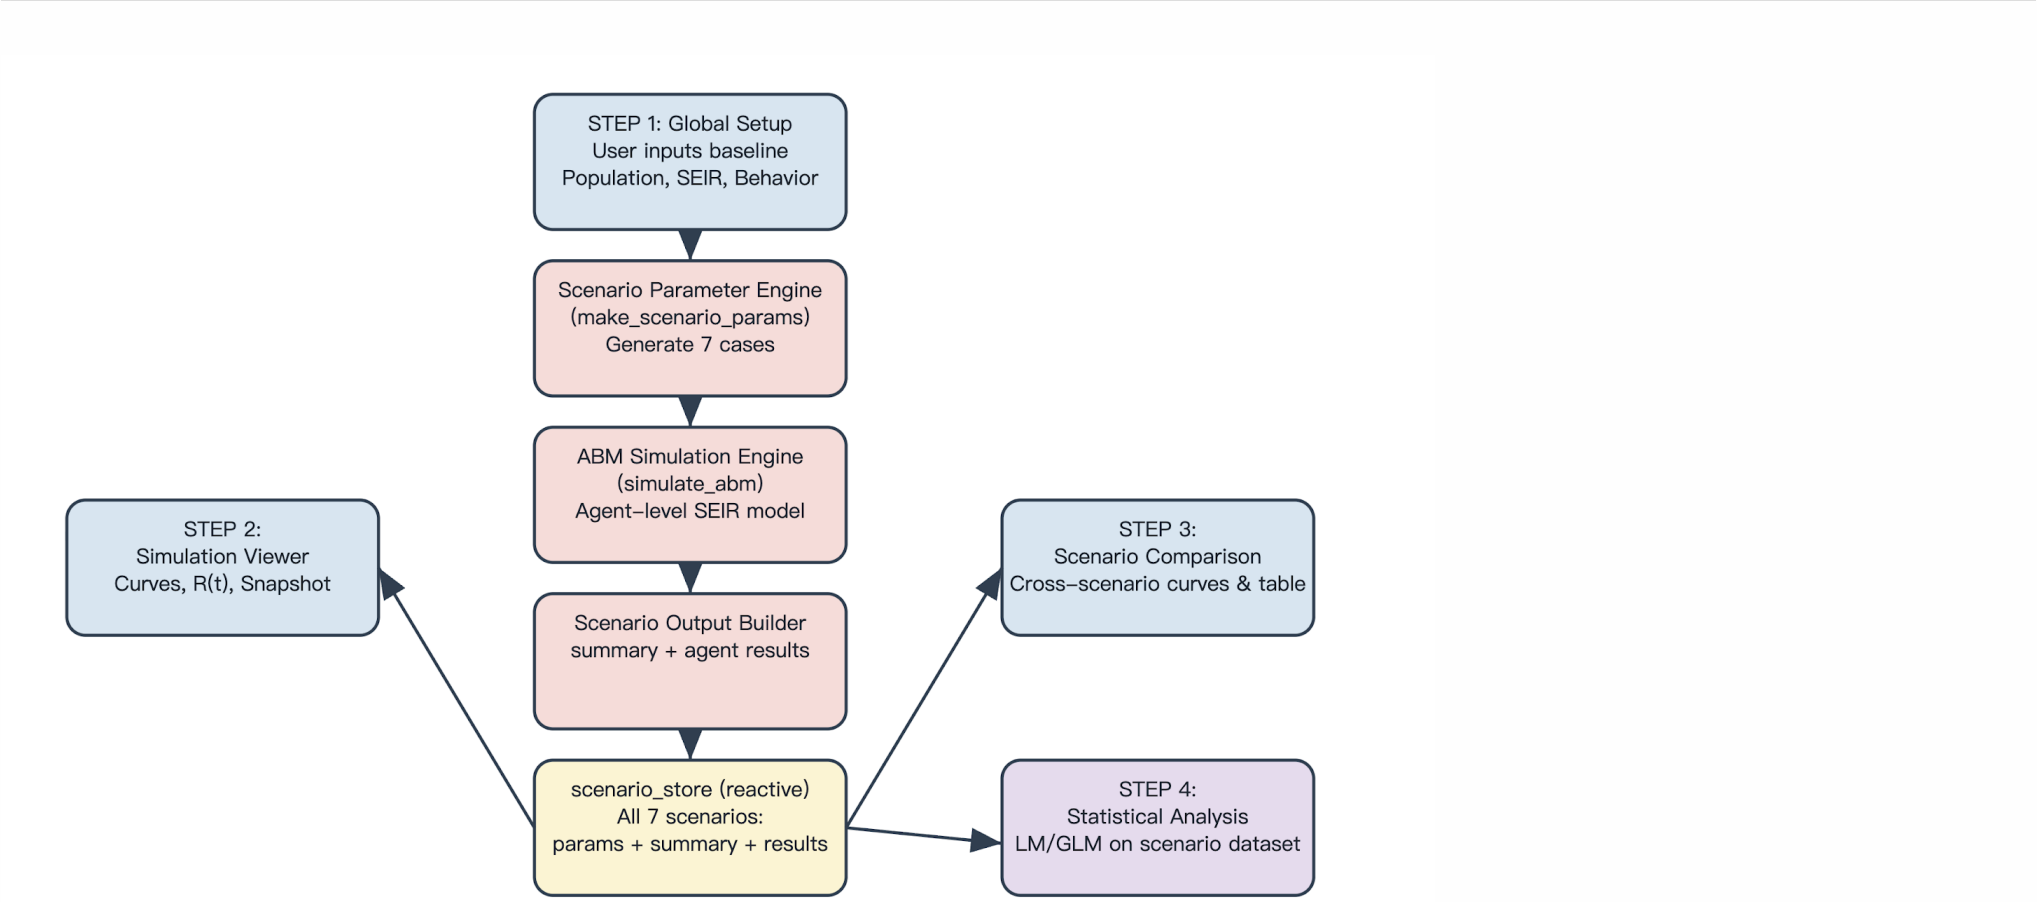 STEP 1: Global Setup
User inputs baseline
Population, SEIR, Behavior
Scenario Parameter Engine
(make_scenario_params)
Generate 7 cases
ABM Simulation Engine
(simulate_abm)
Agent–level SEIR model
STEP 2:
Simulation Viewer
Curves, R(t), Snapshot
STEP 3:
Scenario Comparison
Cross–scenario curves & table
Scenario Output Builder
summary + agent results
scenario_store (reactive)
All 7 scenarios:
params + summary + results
STEP 4:
Statistical Analysis
LM/GLM on scenario dataset